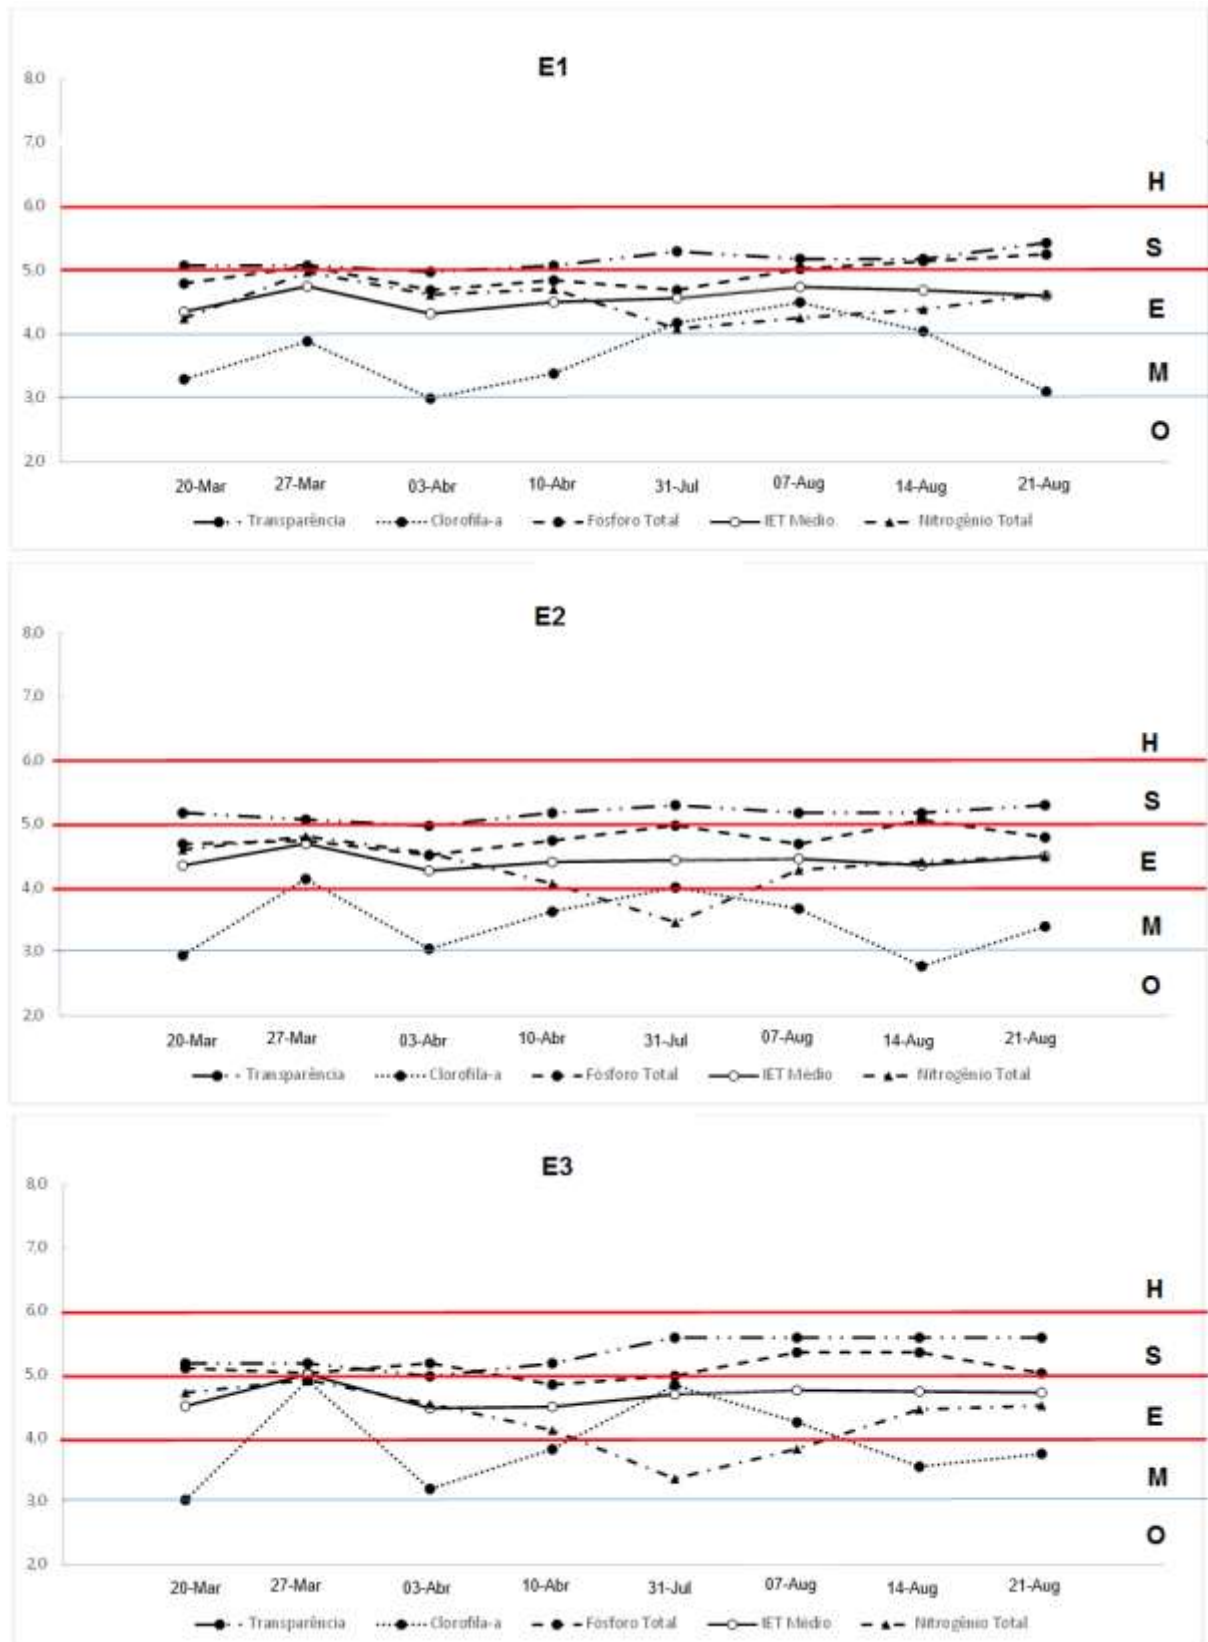 E1
8.0
7.0
H
6.0
S
5.0
E
4.0
M
3.0
O
2.0
20-Mar 27-Mar 03-Abr 10-Abr 31-Jul 07-Aug 14-Aug 21-Aug
Transparência Clorofila-a Fósforo Total IET Médio Nitrogênio Total
E2
8.0
7.0
H
6.0
S
5.0
E
4.0
M
3.0
O
2.0
20-Mar 27-Mar 03-Abr 10-Abr 31-Jul 07-Aug 14-Aug 21-Aug
Transparência Clorofila-a Fósforo Total IET Médio Nitrogênio Total
E3
8.0
7.0
H
6.0
S
5.0
E
4.0
M
3.0
O
2.0
20-Mar 27-Mar 03-Abr 10-Abr 31-Jul 07-Aug 14-Aug 21-Aug
Transparência Clorofila-a Fósforo Total IET Médio Nitrogênio Total